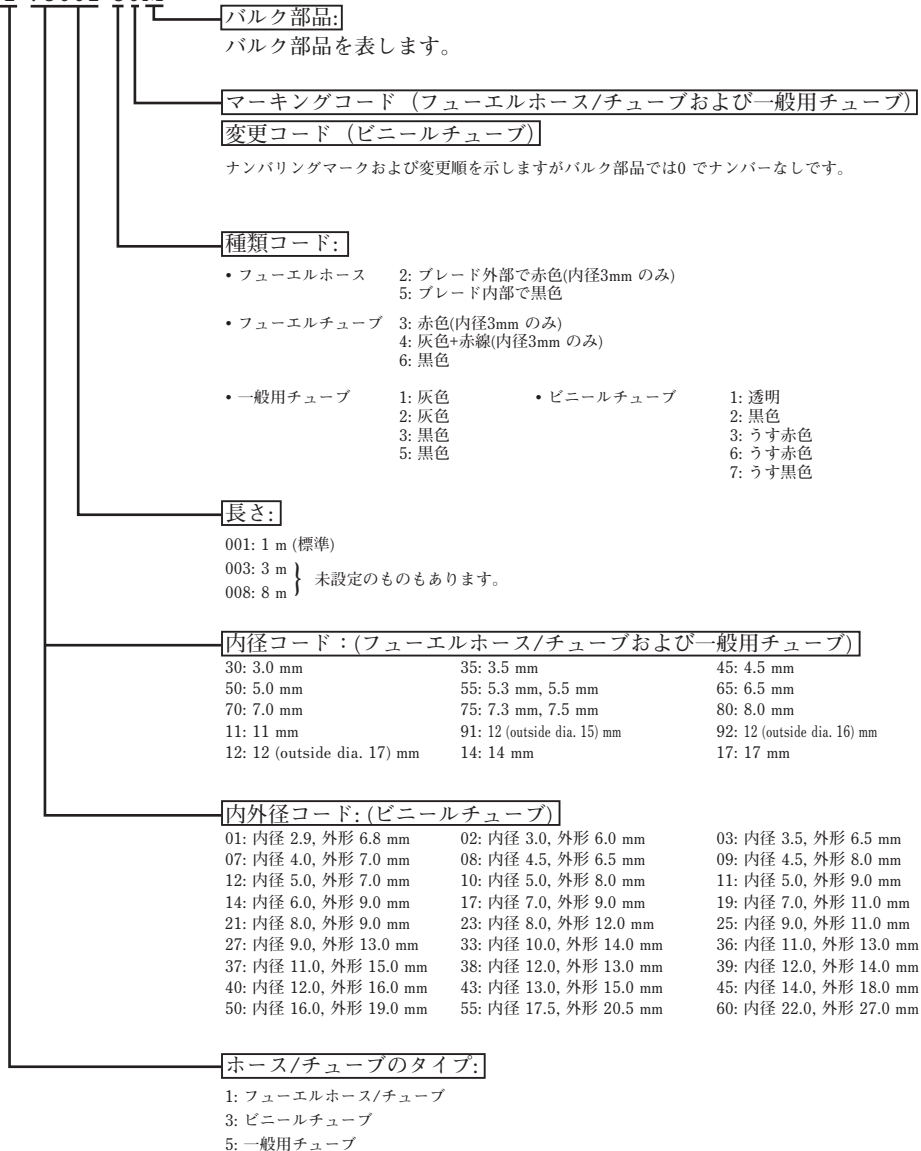 バルク部品:
バルク部品を表します。
マーキングコード（フューエルホース/チューブおよび一般用チューブ)
変更コード（ビニールチューブ)
ナンバリングマークおよび変更順を示しますがバルク部品では0 でナンバーなしです。
種類コード:
• フューエルホース 2: ブレード外部で赤色(内径3mm のみ)
5: ブレード内部で黒色
• フューエルチューブ 3: 赤色(内径3mm のみ)
4: 灰色+赤線(内径3mm のみ)
6: 黒色
• 一般用チューブ 1: 灰色 • ビニールチューブ 1: 透明
2: 灰色 2: 黒色
3: 黒色 3: うす赤色
5: 黒色 6: うす赤色
7: うす黒色
長さ:
001: 1 m (標準)
003: 3 m
008: 8 m } 未設定のものもあります。
内径コード：(フューエルホース/チューブおよび一般用チューブ)
30: 3.0 mm 35: 3.5 mm 45: 4.5 mm
50: 5.0 mm 55: 5.3 mm, 5.5 mm 65: 6.5 mm
70: 7.0 mm 75: 7.3 mm, 7.5 mm 80: 8.0 mm
11: 11 mm 91: 12 (outside dia. 15) mm 92: 12 (outside dia. 16) mm
12: 12 (outside dia. 17) mm 14: 14 mm 17: 17 mm
内外径コード: (ビニールチューブ)
01: 内径 2.9, 外形 6.8 mm 02: 内径 3.0, 外形 6.0 mm 03: 内径 3.5, 外形 6.5 mm
07: 内径 4.0, 外形 7.0 mm 08: 内径 4.5, 外形 6.5 mm 09: 内径 4.5, 外形 8.0 mm
12: 内径 5.0, 外形 7.0 mm 10: 内径 5.0, 外形 8.0 mm 11: 内径 5.0, 外形 9.0 mm
14: 内径 6.0, 外形 9.0 mm 17: 内径 7.0, 外形 9.0 mm 19: 内径 7.0, 外形 11.0 mm
21: 内径 8.0, 外形 9.0 mm 23: 内径 8.0, 外形 12.0 mm 25: 内径 9.0, 外形 11.0 mm
27: 内径 9.0, 外形 13.0 mm 33: 内径 10.0, 外形 14.0 mm 36: 内径 11.0, 外形 13.0 mm
37: 内径 11.0, 外形 15.0 mm 38: 内径 12.0, 外形 13.0 mm 39: 内径 12.0, 外形 14.0 mm
40: 内径 12.0, 外形 16.0 mm 43: 内径 13.0, 外形 15.0 mm 45: 内径 14.0, 外形 18.0 mm
50: 内径 16.0, 外形 19.0 mm 55: 内径 17.5, 外形 20.5 mm 60: 内径 22.0, 外形 27.0 mm
ホース/チューブのタイプ:
1: フューエルホース/チューブ
3: ビニールチューブ
5: 一般用チューブ